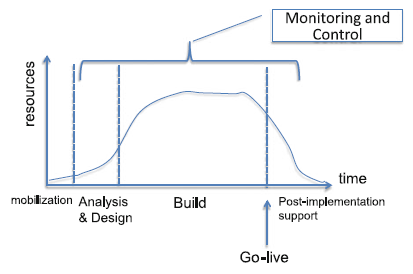 Monitoring and
Control
resources
time
mobilization
Analysis
& Design
Build
Post-implementation
support
Go-live